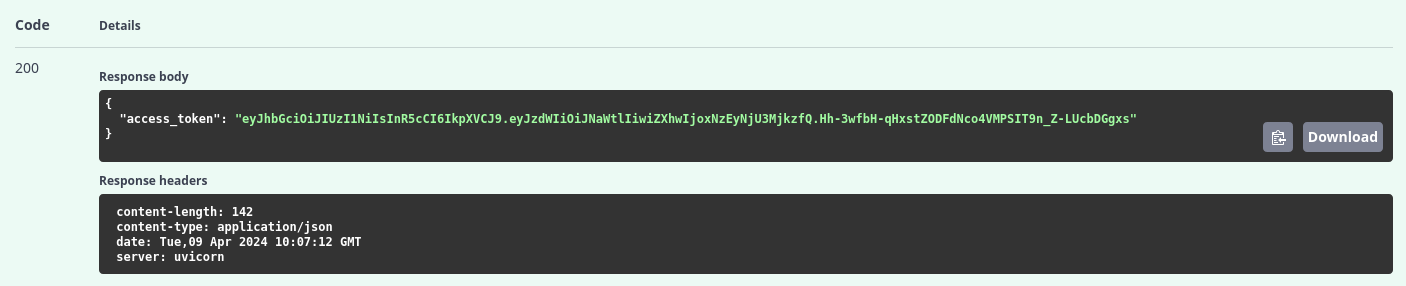 Code Details
200
Response body
{
"access_token": "eyJhbGciOiJIUzI1NiIsInR5cCI6IkpXVCJ9.eyJzdWIiOiJNaWtlIiwiZXhwIjoxNzEyNjU3MjkzfQ.Hh-3wfbH-qHxstZODFdNco4VMPSIT9n_Z-LUcbDGgxs"
}
Download
Response headers
content-length: 142
content-type: application/json
date: Tue,09 Apr 2024 10:07:12 GMT
server: uvicorn